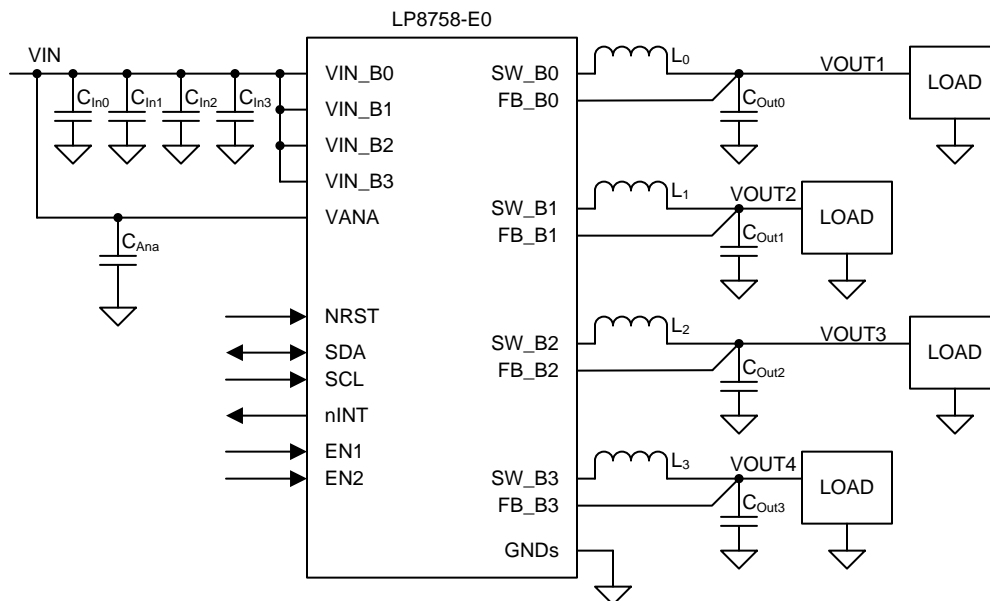 LP8758-E0
VIN
C_In0
C_In1
C_In2
C_In3
C_Ana
VIN_B0
VIN_B1
VIN_B2
VIN_B3
VANA
NRST
SDA
SCL
nINT
EN1
EN2
SW_B0
FB_B0
L_0
C_Out0
VOUT1
LOAD
SW_B1
FB_B1
L_1
C_Out1
VOUT2
LOAD
SW_B2
FB_B2
L_2
C_Out2
VOUT3
LOAD
SW_B3
FB_B3
L_3
C_Out3
VOUT4
LOAD
GNDs